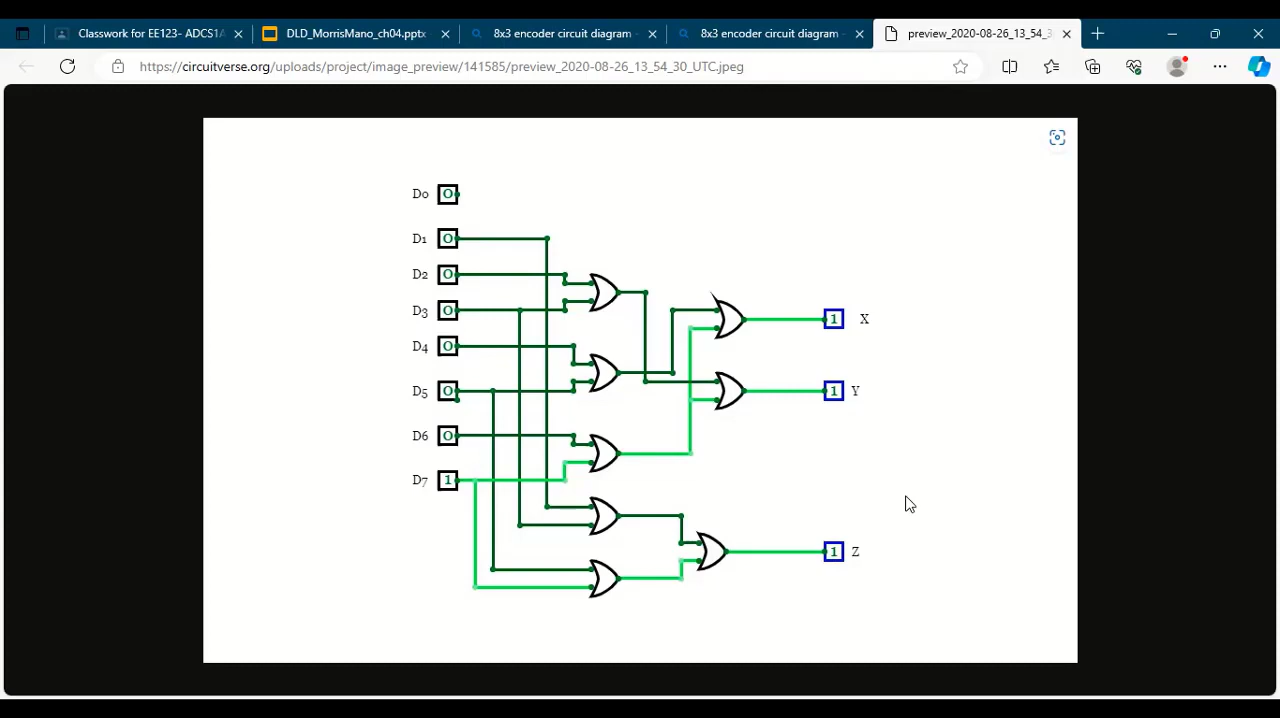 Classwork for EE123- ADCS1A
DLD_MorrisMano_ch04.pptx
8x3 encoder circuit diagram -
8x3 encoder circuit diagram -
preview_2020-08-26_13_54_3
https://circuitverse.org/uploads/project/image_preview/141585/preview_2020-08-26_13_54_30_UTC.jpeg
D0 0
D1 0
D2 0
D3 0
1 X
D4 0
D5 0
1 Y
D6 0
D7 1
1 Z